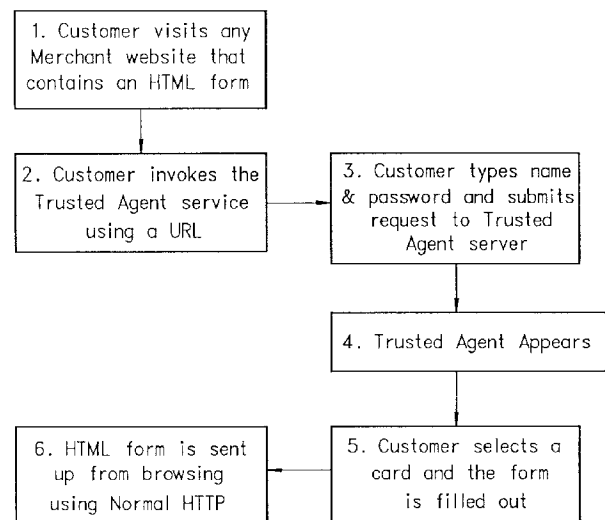 1. Customer visits any
Merchant website that
contains an HTML form
2. Customer invokes the
Trusted Agent service
using a URL
3. Customer types name
& password and submits
request to Trusted
Agent server
4. Trusted Agent Appears
5. Customer selects a
card and the form
is filled out
6. HTML form is sent
up from browsing
using Normal HTTP